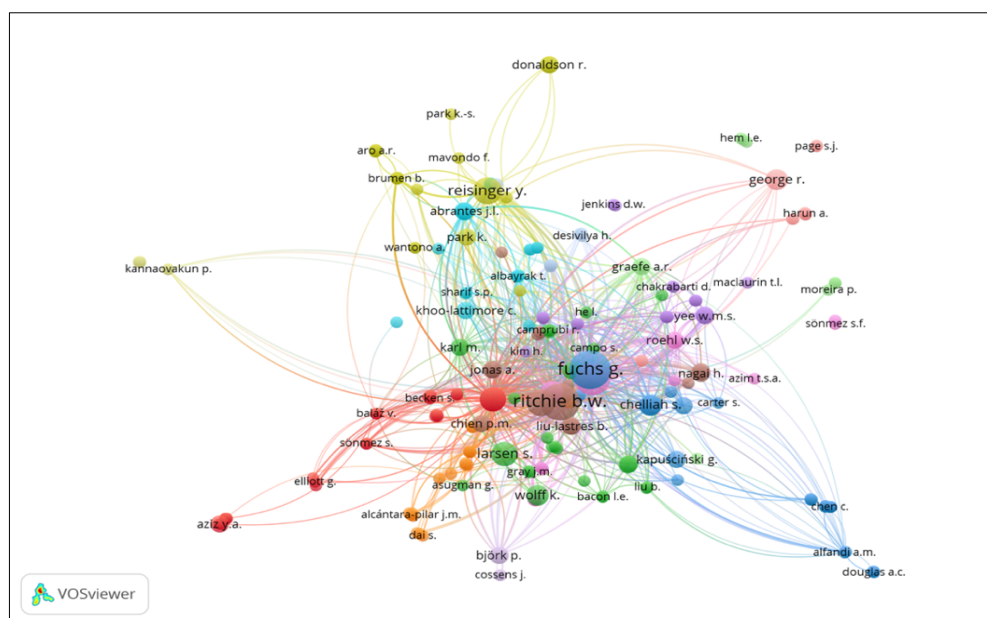 donaldson r.
park k.-s.
hem l.e.
page s.j.
aro a.r.
mavondo f.
brumen b.
george r.
reisinger y.
jenkins d.w.
abrantes j.l.
harun a.
park k.
desivilya h.
wantono a.
kannaovakun p.
graefe a.r.
albayrak t.
maclaurin t.l.
chakrabarti d.
moreira p.
sharif s.p.
khoo-lattimore c.
he l.
yee w.m.s.
sönmez s.f.
camprubí r.
roehl w.s.
karl m.
kim h.
campo s.
jonas a.
fuchs g.
nagai h.
azim t.s.a.
becken s.
ritchie b.w.
chelliah s.
carter s.
baláž v.
chien p.m.
liu-lastres b.
sönmez s.
larsen s.
kapuściński g.
gray j.m.
elliott g.
asugman g.
liu b.
wolff k.
bacon l.e.
chen c.
alcántara-pilar j.m.
aziz y.a.
dai s.
björk p.
alfandi a.m.
cossens j.
douglas a.c.
VOSviewer